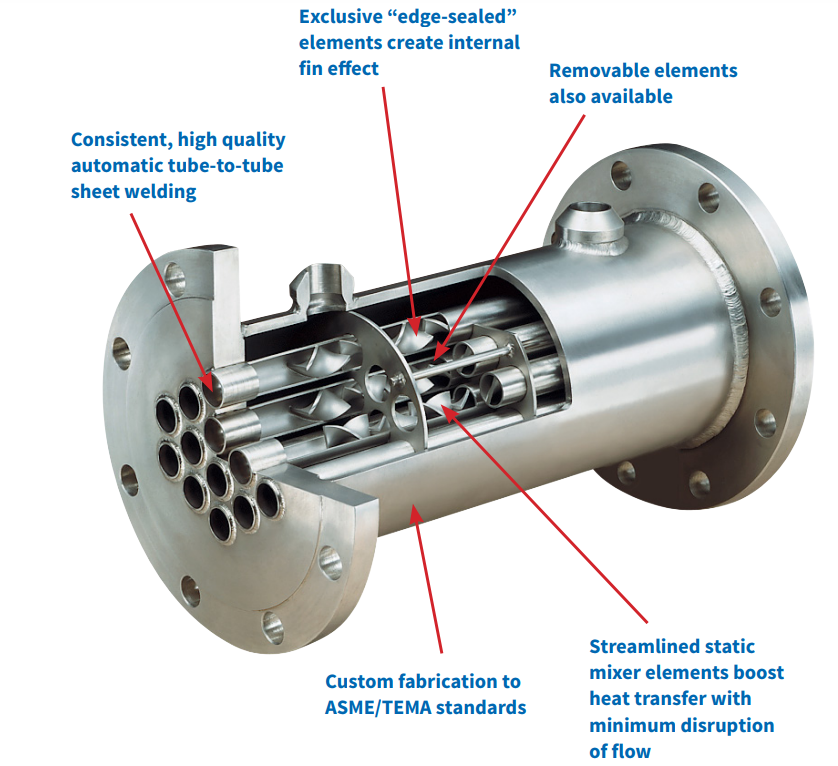 Exclusive “edge-sealed”
elements create internal
fin effect
Removable elements
also available
Consistent, high quality
automatic tube-to-tube
sheet welding
Custom fabrication to
ASME/TEMA standards
Streamlined static
mixer elements boost
heat transfer with
minimum disruption
of flow